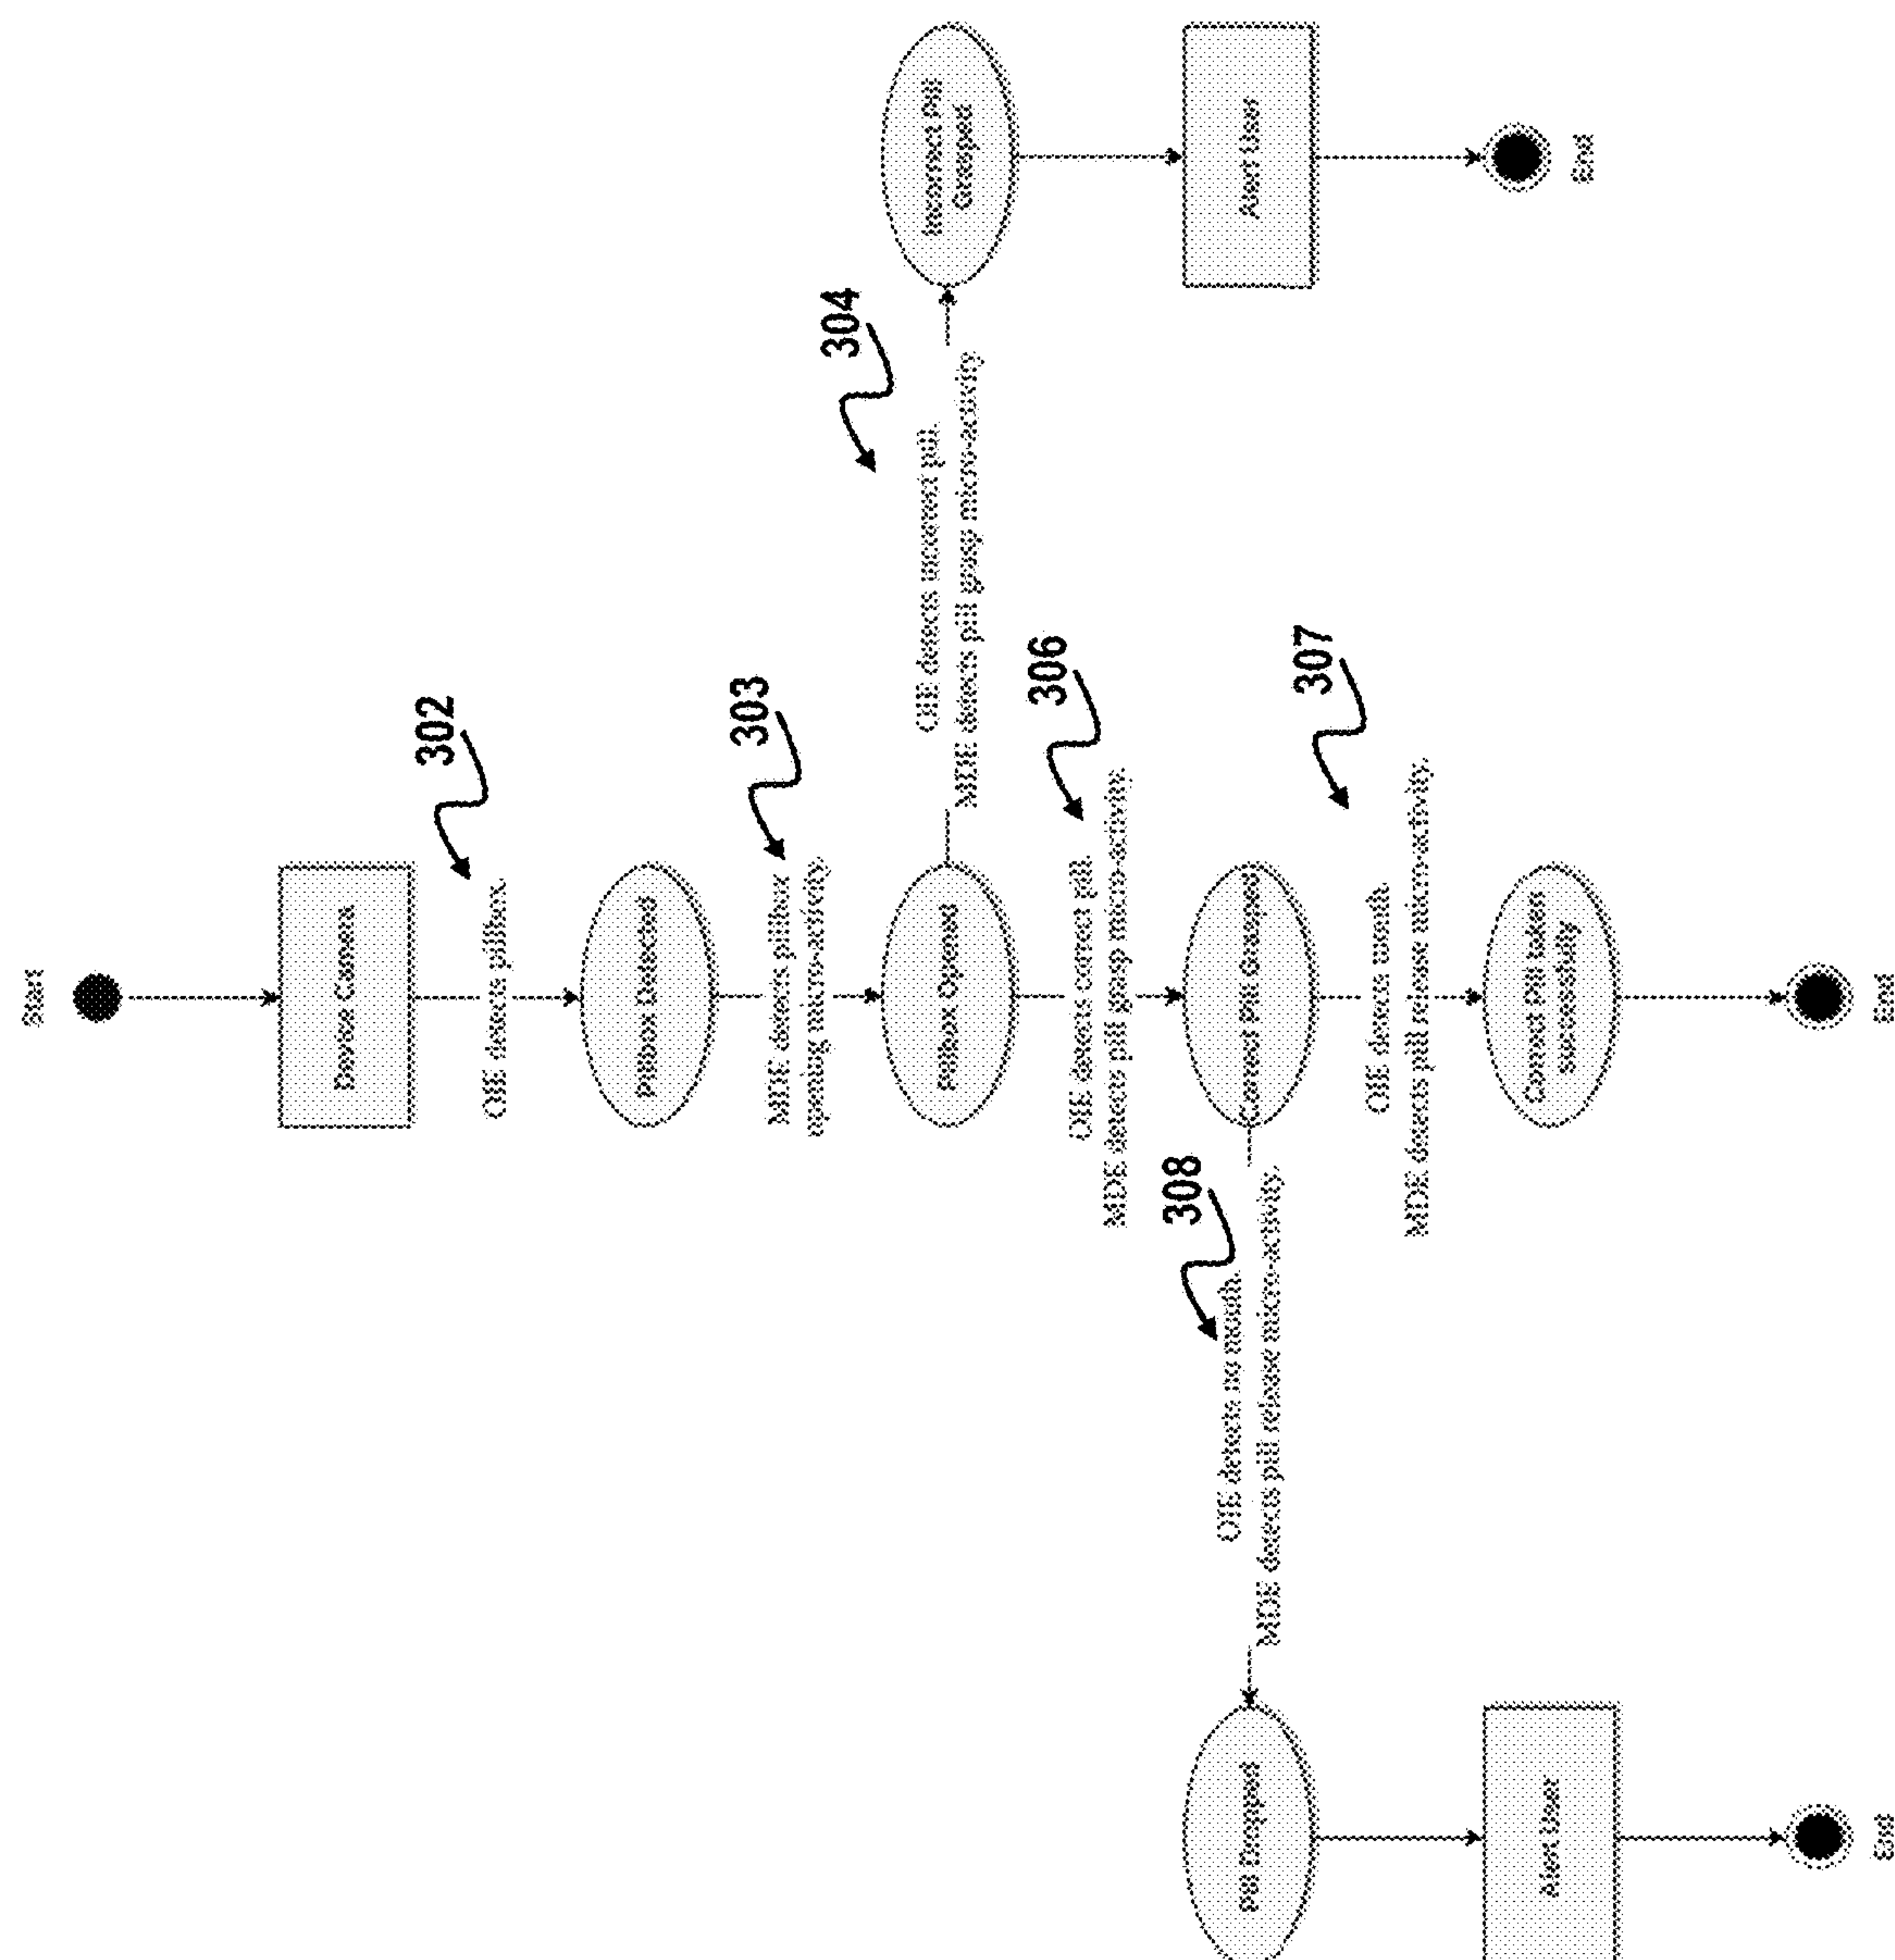 Start
Device Camera
302
OIE detects pillbox.
Pillbox Detected
303
MDE detects pillbox
opening micro-activity.
Pillbox Opened
304
OIE detects incorrect pill.
MDE detects pill grasp micro-activity.
Incorrect Pill
Grasped
Alert User
End
306
OIE detects correct pill.
MDE detects pill grasp micro-activity.
Correct Pill Grasped
307
OIE detects mouth.
MDE detects pill release micro-activity.
Correct Pill taken
successfully
End
308
OIE detects no mouth.
MDE detects pill release micro-activity.
Pill Dropped
Alert User
End